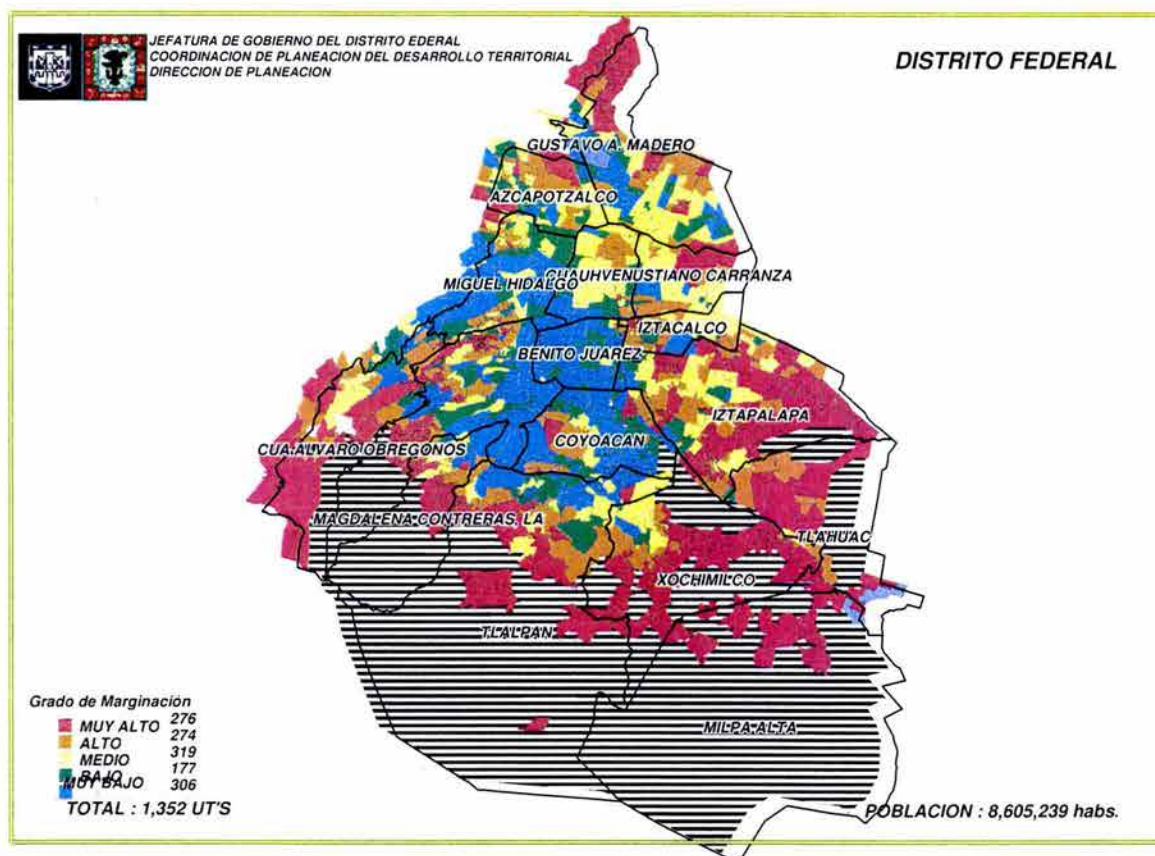 JEFATURA DE GOBIERNO DEL DISTRITO EDERAL
COORDINACION DE PLANEACION DEL DESARROLLO TERRITORIAL
DIRECCION DE PLANEACION
DISTRITO FEDERAL
GUSTAVO A. MADERO
AZCAPOTZALCO
CUAUHVENUSTIANO CARRANZA
MIGUEL HIDALGO
IZTACALCO
BENITO JUAREZ
IZTAPALAPA
COYOACAN
CUA.ALVARO OBREGONOS
MAGDALENA CONTRERAS, LA
TLAHUAC
XOCHIMILCO
TLALPAN
MILPA ALTA
Grado de Marginación
MUY ALTO 276
ALTO 274
MEDIO 319
BAJO 177
MUY BAJO 306
TOTAL : 1,352 UT'S
POBLACION : 8,605,239 habs.